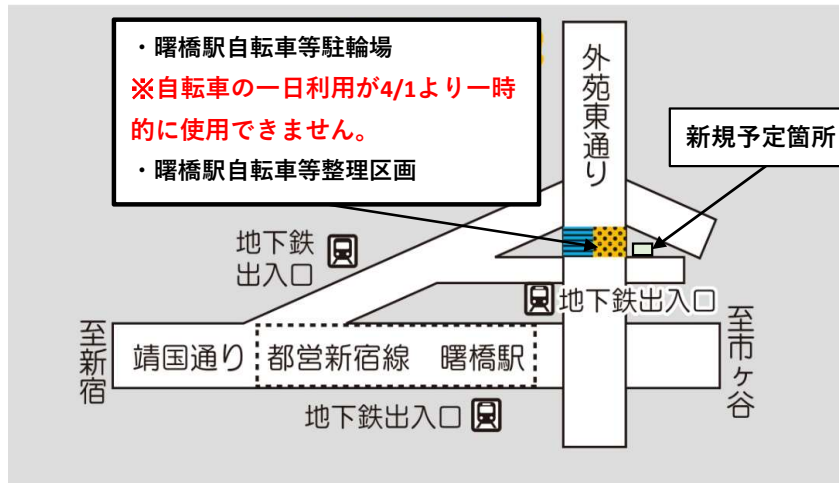 ・曙橋駅自転車等駐輪場
※自転車の一日利用が4/1より一時
的に使用できません。
・曙橋駅自転車等整理区画
外苑東通り
新規予定箇所
地下鉄
出入口
地下鉄出入口
至新宿
靖国通り
都営新宿線 曙橋駅
至市ヶ谷
地下鉄出入口